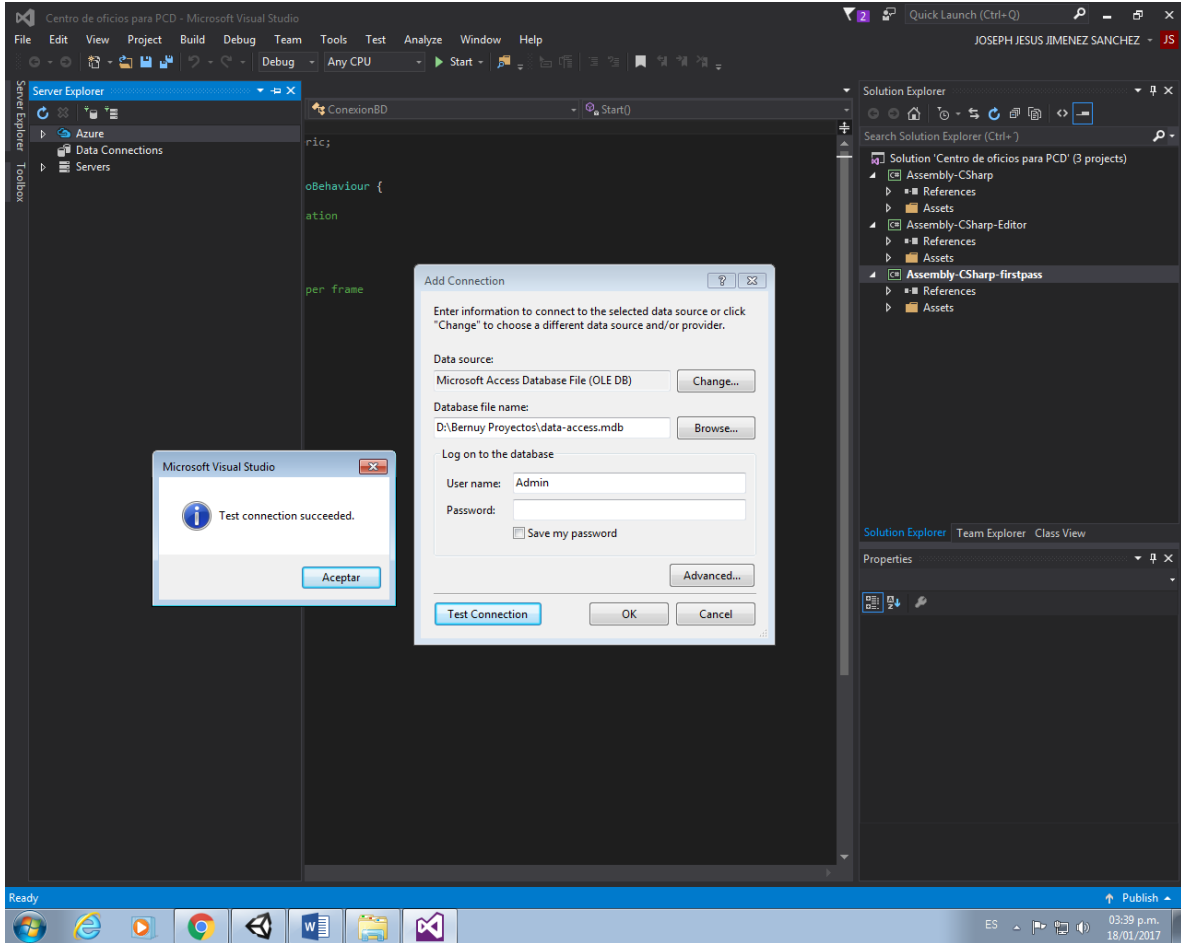 Centro de oficios para PCD - Microsoft Visual Studio
2
Quick Launch (Ctrl+Q)
File Edit View Project Build Debug Team Tools Test Analyze Window Help
JOSEPH JESUS JIMENEZ SANCHEZ
JS
Debug
Any CPU
Start
Server Explorer
Toolbox
Server Explorer
Azure
Data Connections
Servers
ConexionBD
Start()
ric;
oBehaviour {
ation
per frame
Add Connection
Enter information to connect to the selected data source or click
"Change" to choose a different data source and/or provider.
Data source:
Microsoft Access Database File (OLE DB)
Change...
Database file name:
D:\Bernuy Proyectos\data-access.mdb
Browse...
Log on to the database
User name:
Admin
Password:
Save my password
Advanced...
Test Connection
OK
Cancel
Microsoft Visual Studio
Test connection succeeded.
Aceptar
Solution Explorer
Search Solution Explorer (Ctrl+´)
Solution 'Centro de oficios para PCD' (3 projects)
Assembly-CSharp
References
Assets
Assembly-CSharp-Editor
References
Assets
Assembly-CSharp-firstpass
References
Assets
Solution Explorer Team Explorer Class View
Properties
Ready
Publish
ES
03:39 p.m.
18/01/2017